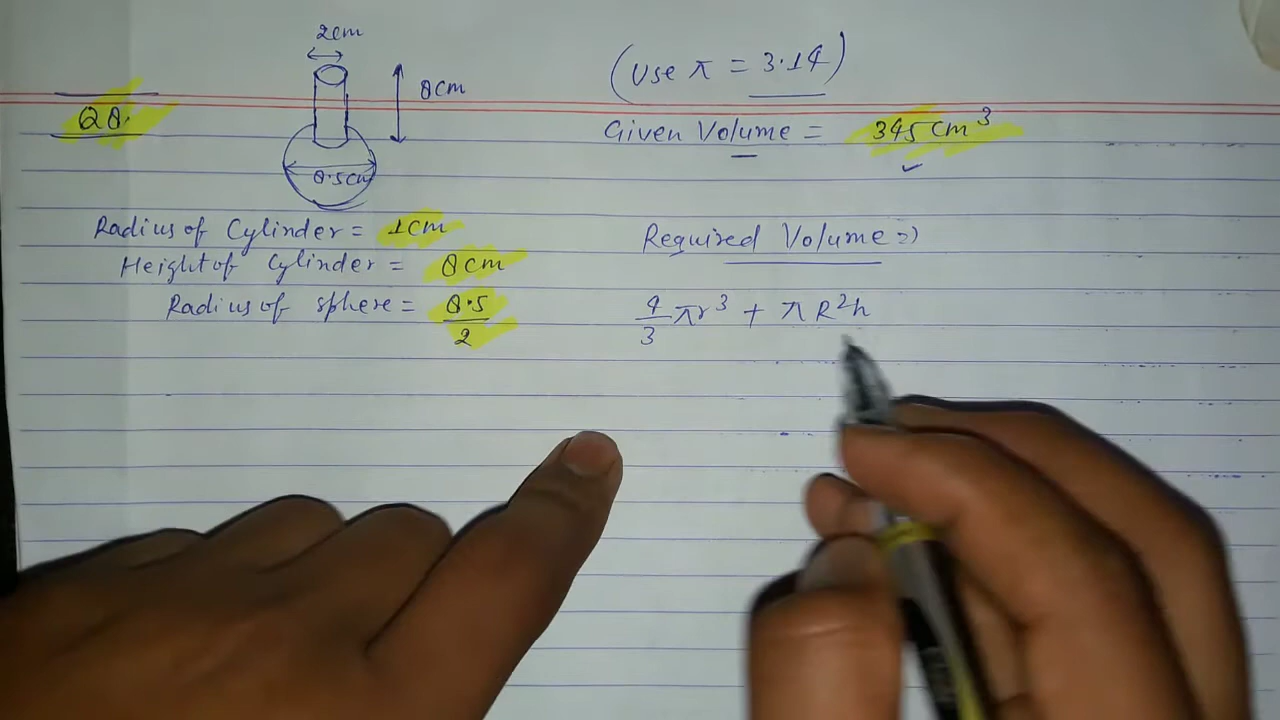 2cm
8cm
8.5cm
Q8.
(Use π = 3.14)
Given Volume = 345 cm³
Radius of Cylinder = 1cm
Height of Cylinder = 8cm
Radius of sphere = 8.5/2
Required Volume ⇒
4/3 πr³ + πR²h